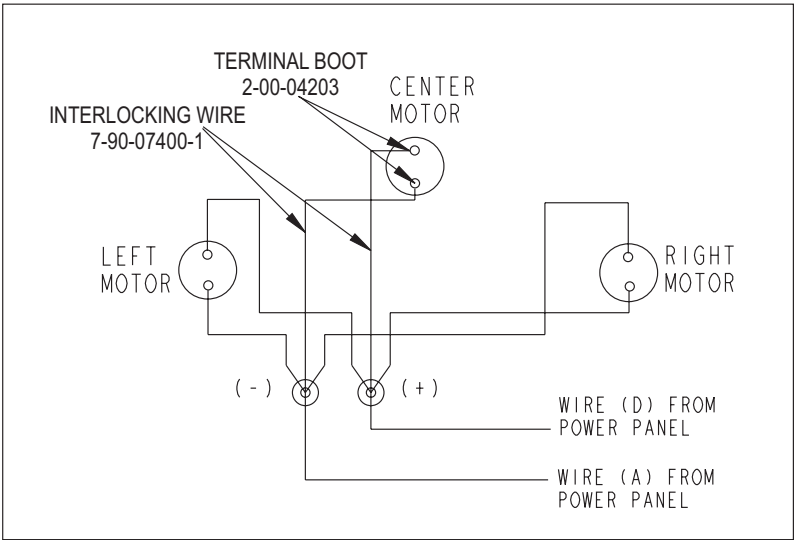 TERMINAL BOOT
2-00-04203
CENTER
MOTOR
INTERLOCKING WIRE
7-90-07400-1
LEFT
MOTOR
RIGHT
MOTOR
(-)
(+)
WIRE (D) FROM
POWER PANEL
WIRE (A) FROM
POWER PANEL